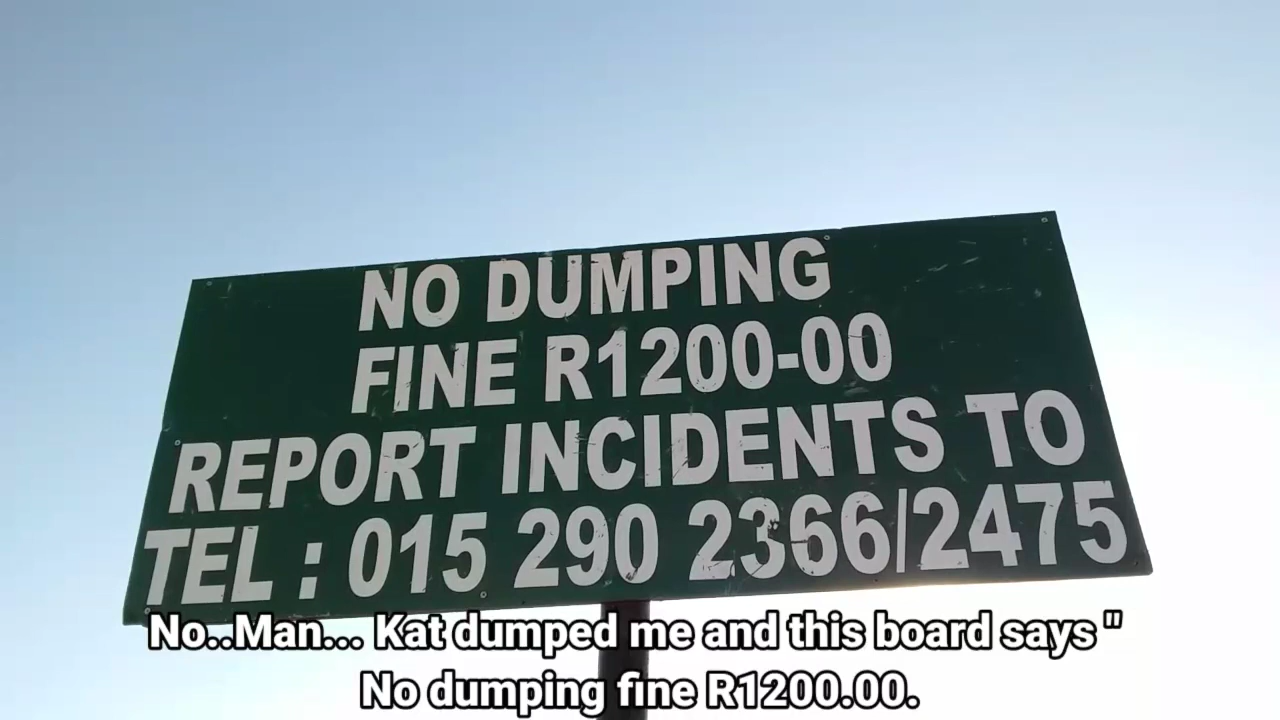 NO DUMPING
FINE R1200-00
REPORT INCIDENTS TO
TEL : 015 290 2366/2475
No..Man... Kat dumped me and this board says "
No dumping fine R1200.00.